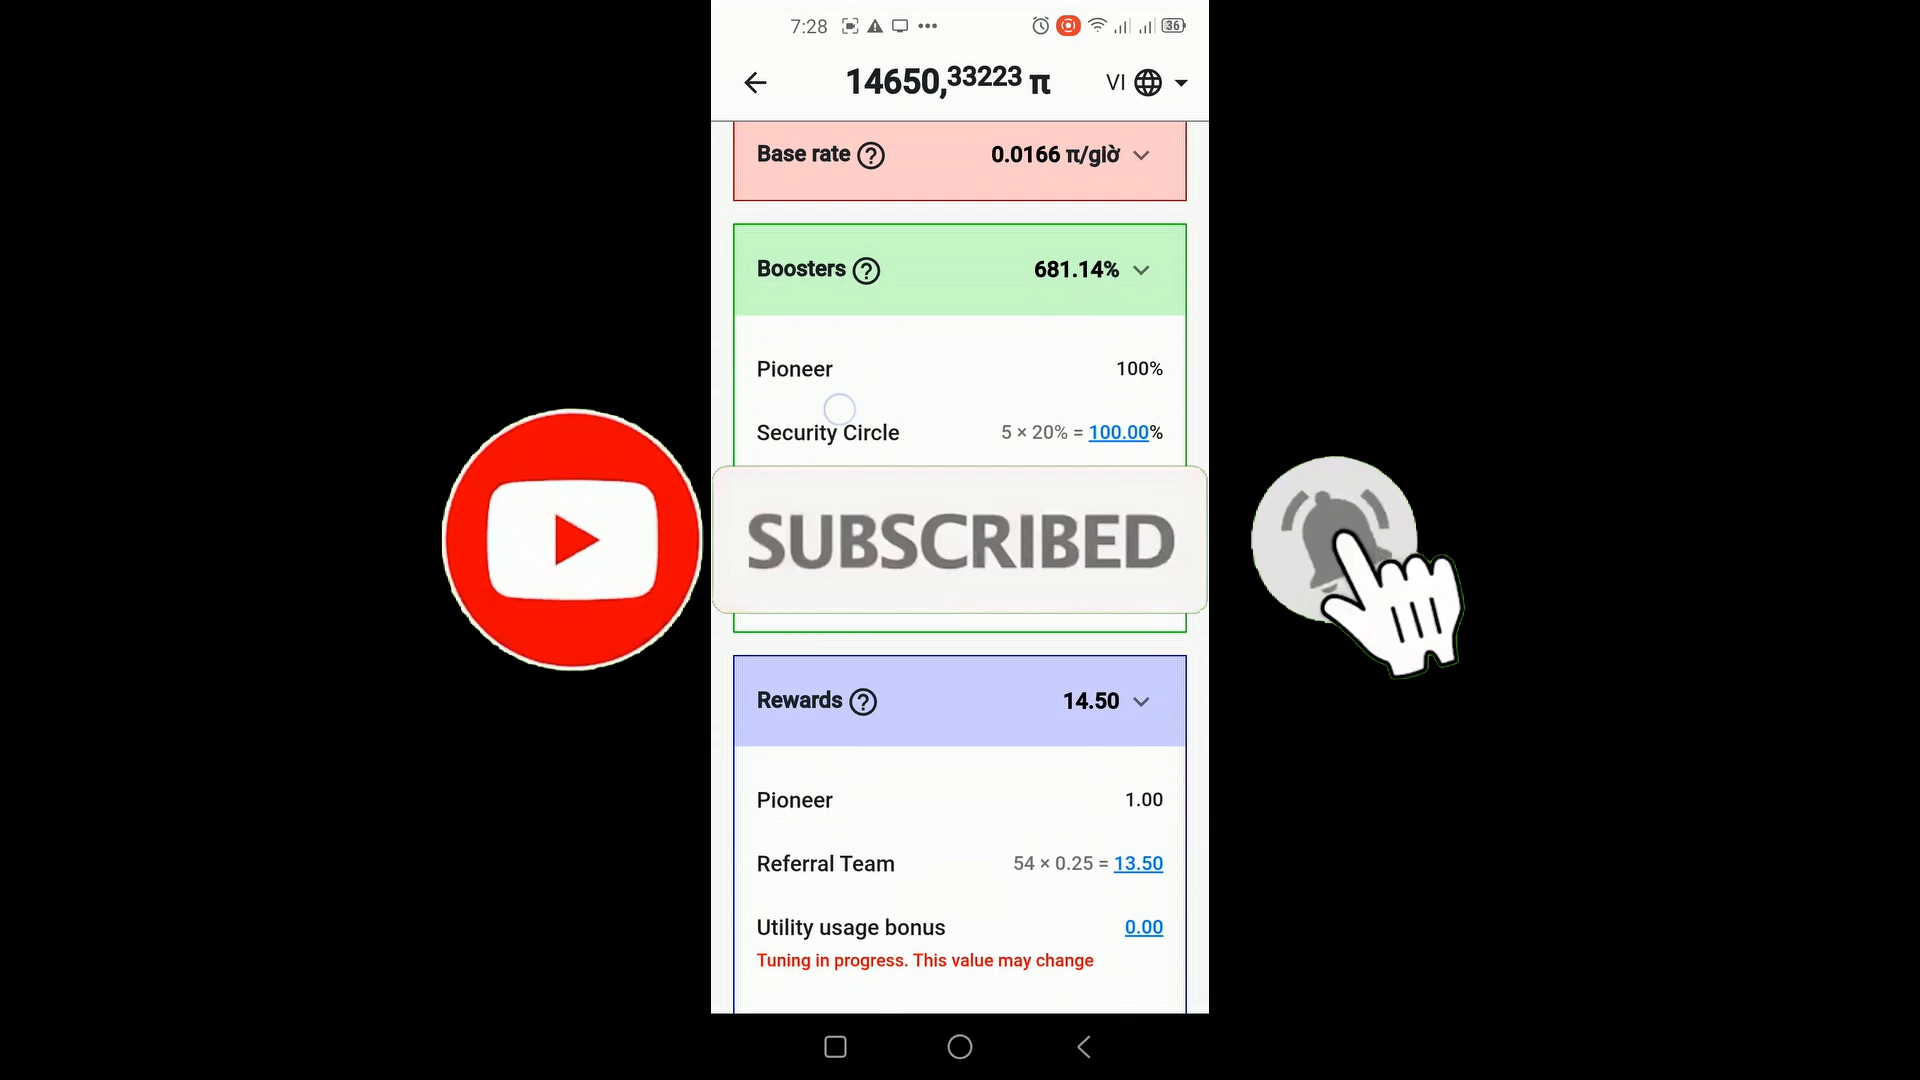 7:28
36
14650,33223 π
VI
Base rate ? 0.0166 π/giờ
Boosters ? 681.14%
Pioneer 100%
Security Circle 5 × 20% = 100.00%
SUBSCRIBED
Rewards ? 14.50
Pioneer 1.00
Referral Team 54 × 0.25 = 13.50
Utility usage bonus 0.00
Tuning in progress. This value may change